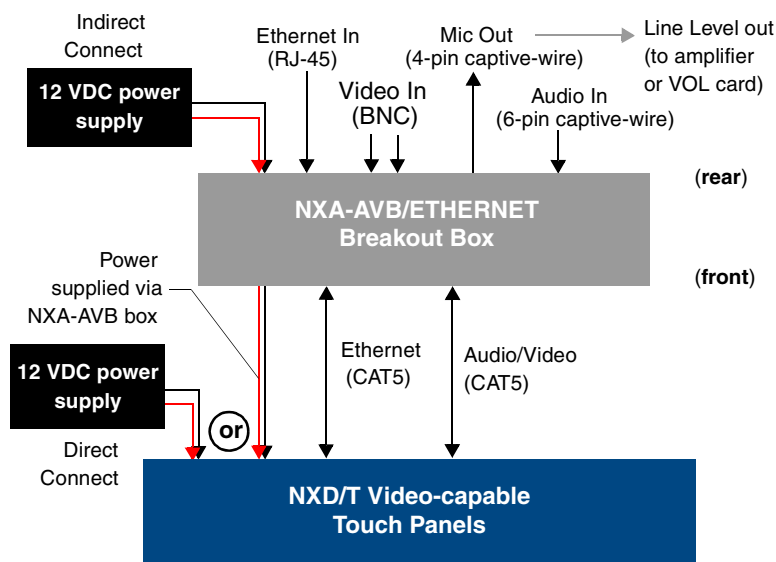 Indirect
Connect
12 VDC power
supply
Ethernet In
(RJ-45)
Video In
(BNC)
Mic Out
(4-pin captive-wire)
Line Level out
(to amplifier
or VOL card)
Audio In
(6-pin captive-wire)
(rear)
NXA-AVB/ETHERNET
Breakout Box
(front)
Power
supplied via
NXA-AVB box
Ethernet
(CAT5)
Audio/Video
(CAT5)
12 VDC power
supply
or
Direct
Connect
NXD/T Video-capable
Touch Panels